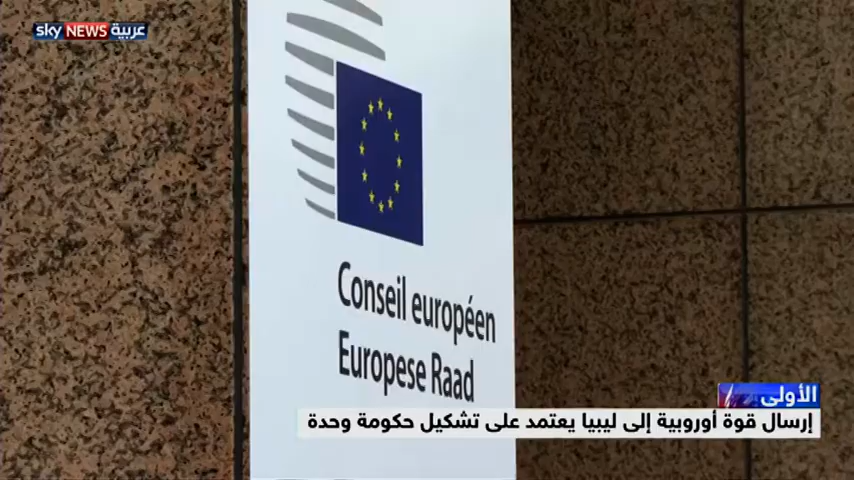 sky NEWS عربية
Conseil européen
Europese Raad
الأولى
إرسال قوة أوروبية إلى ليبيا يعتمد على تشكيل حكومة وحدة